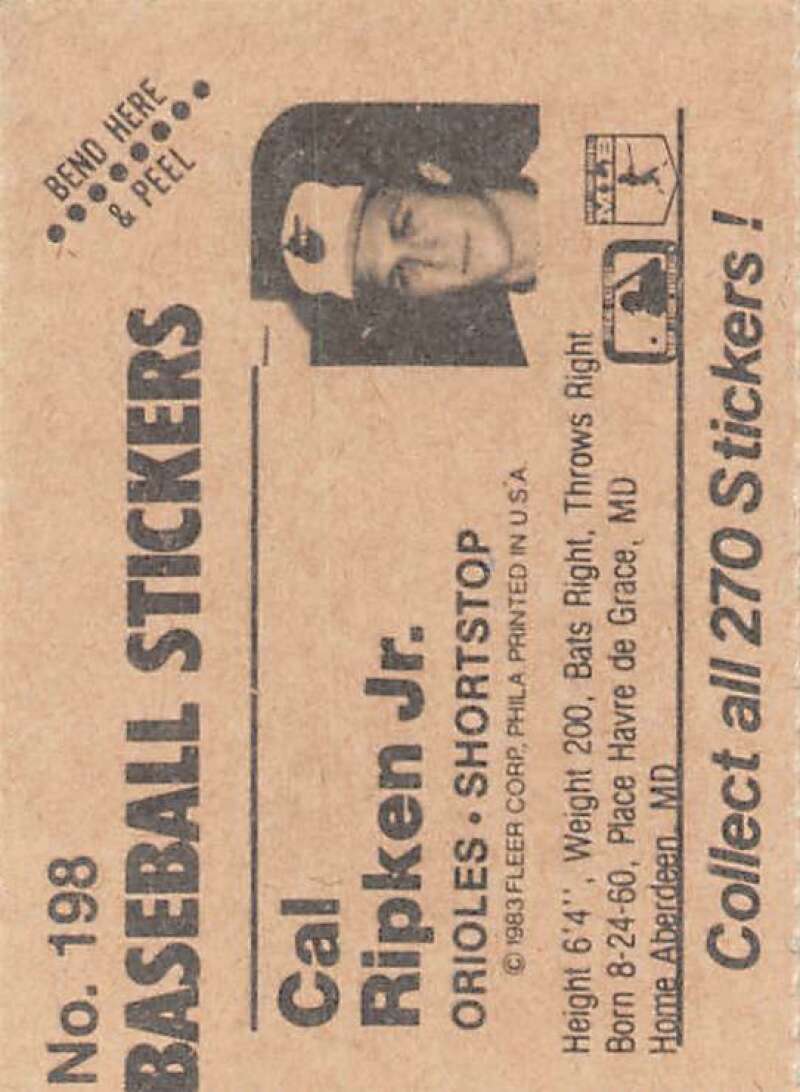 No. 198
BEND HERE
& PEEL
BASEBALL STICKERS
Cal
Ripken Jr.
ORIOLES • SHORTSTOP
© 1983 FLEER CORP., PHILA. PRINTED IN U.S.A.
Height 6'4'', Weight 200, Bats Right, Throws Right
Born 8-24-60, Place Havre de Grace, MD
Home Aberdeen, MD
Collect all 270 Stickers!